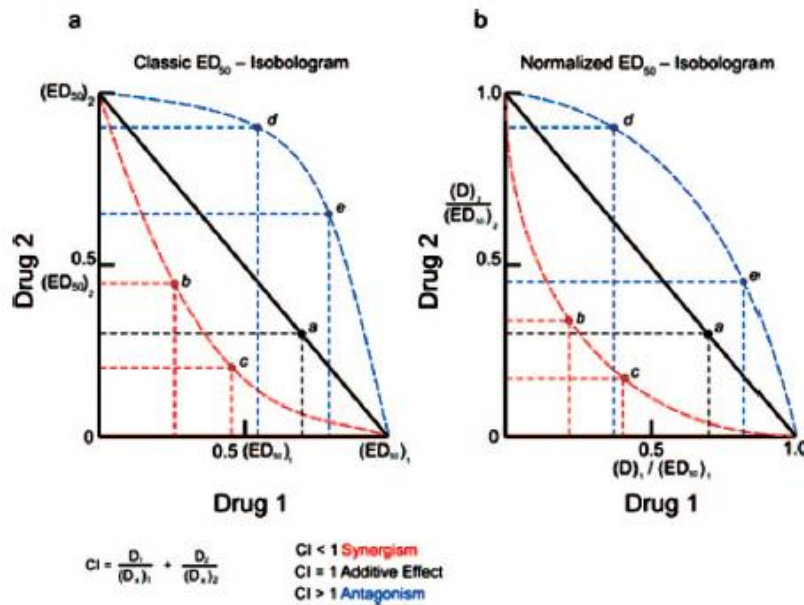 a
Classic ED₅₀ – Isobologram
(ED₅₀)₂
Drug 2
0.5
(ED₅₀)₂
0
d
e
b
a
c
0.5 (ED₅₀)₁
(ED₅₀)₁
Drug 1
b
Normalized ED₅₀ – Isobologram
1.0
Drug 2
(D)₂
(ED₅₀)₂
0.5
0
d
e
b
a
c
0.5
1.0
(D)₁ / (ED₅₀)₁
Drug 1
CI = D₁ / (Dₓ)₁ + D₂ / (Dₓ)₂
CI < 1 Synergism
CI = 1 Additive Effect
CI > 1 Antagonism